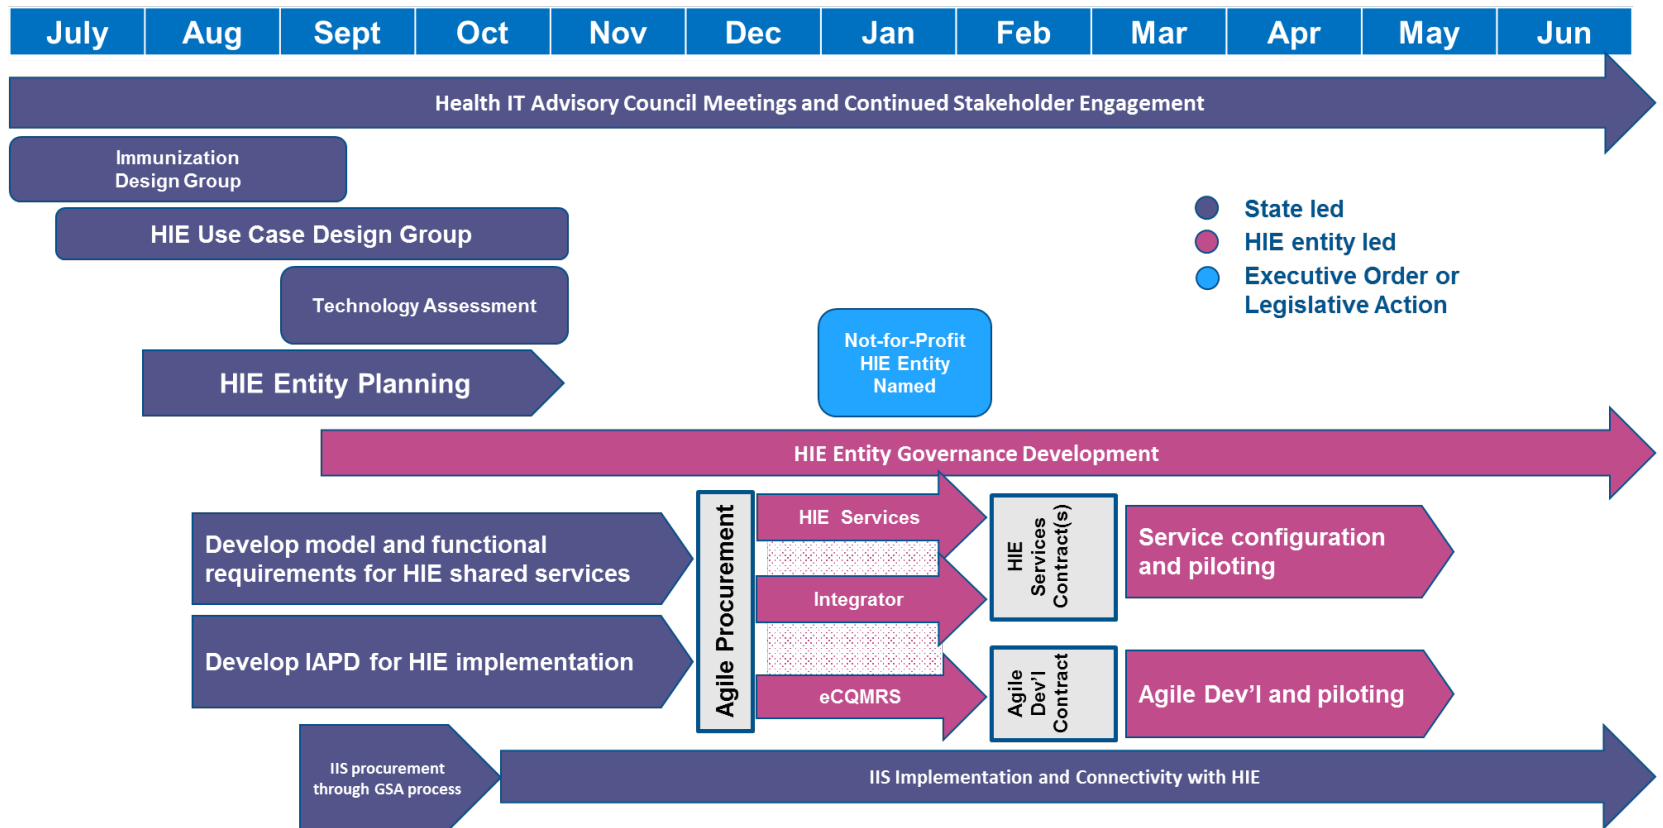 July Aug Sept Oct Nov Dec Jan Feb Mar Apr May Jun
Health IT Advisory Council Meetings and Continued Stakeholder Engagement
Immunization
Design Group
HIE Use Case Design Group
Technology Assessment
HIE Entity Planning
State led
HIE entity led
Executive Order or
Legislative Action
Not-for-Profit
HIE Entity
Named
HIE Entity Governance Development
Develop model and functional
requirements for HIE shared services
Develop IAPD for HIE implementation
Agile Procurement
HIE Services
Integrator
eCQMRS
HIE
Services
Contract(s)
Agile
Dev'l
Contract
Service configuration
and piloting
Agile Dev'l and piloting
IIS procurement
through GSA process
IIS Implementation and Connectivity with HIE